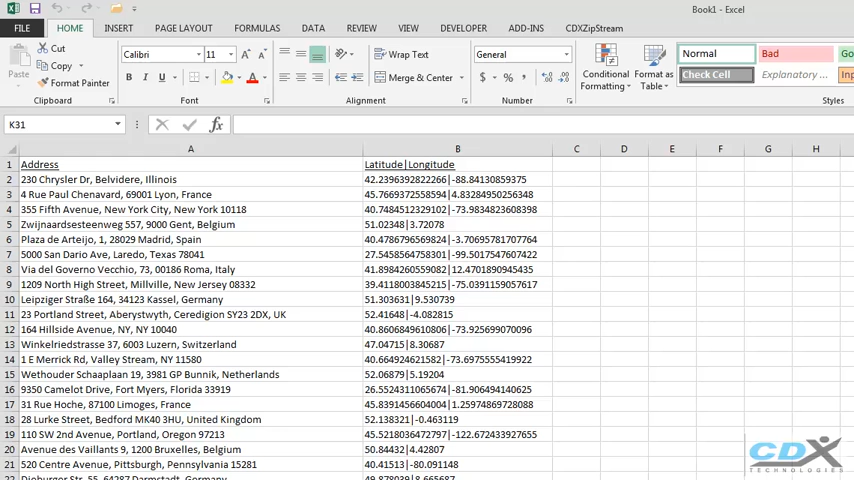 Book1 - Excel
FILE HOME INSERT PAGE LAYOUT FORMULAS DATA REVIEW VIEW DEVELOPER ADD-INS CDXZipStream
Paste
Cut
Copy
Format Painter
Clipboard
Calibri 11 A A
B I U A
Font
Wrap Text
Merge & Center
Alignment
General
$ % ,
Number
Conditional Formatting
Format as Table
Normal Bad Go
Check Cell Explanatory ... Inp
Styles
K31 fx
A B C D E F G H
1 Address Latitude|Longitude
2 230 Chrysler Dr, Belvidere, Illinois 42.2396392822266|-88.84130859375
3 4 Rue Paul Chenavard, 69001 Lyon, France 45.7669372558594|4.83284950256348
4 355 Fifth Avenue, New York City, New York 10118 40.7484512329102|-73.9834823608398
5 Zwijnaardsesteenweg 557, 9000 Gent, Belgium 51.02348|3.72078
6 Plaza de Arteijo, 1, 28029 Madrid, Spain 40.4786796569824|-3.70695781707764
7 5000 San Dario Ave, Laredo, Texas 78041 27.5458564758301|-99.5017547607422
8 Via del Governo Vecchio, 73, 00186 Roma, Italy 41.8984260559082|12.4701890945435
9 1209 North High Street, Millville, New Jersey 08332 39.4118003845215|-75.0391159057617
10 Leipziger Straße 164, 34123 Kassel, Germany 51.303631|9.530739
11 23 Portland Street, Aberystwyth, Ceredigion SY23 2DX, UK 52.41648|-4.082815
12 164 Hillside Avenue, NY, NY 10040 40.8606849610806|-73.925699070096
13 Winkelriedstrasse 37, 6003 Luzern, Switzerland 47.04715|8.30687
14 1 E Merrick Rd, Valley Stream, NY 11580 40.664924621582|-73.6975555419922
15 Wethouder Schaaplaan 19, 3981 GP Bunnik, Netherlands 52.06879|5.19204
16 9350 Camelot Drive, Fort Myers, Florida 33919 26.5524311065674|-81.906494140625
17 31 Rue Hoche, 87100 Limoges, France 45.8391456604004|1.25974869728088
18 28 Lurke Street, Bedford MK40 3HU, United Kingdom 52.138321|-0.463119
19 110 SW 2nd Avenue, Portland, Oregon 97213 45.5218036472797|-122.672433927655
20 Avenue des Vaillants 9, 1200 Bruxelles, Belgium 50.84432|4.42807
21 520 Centre Avenue, Pittsburgh, Pennsylvania 15281 40.41513|-80.091148
22 Dieburger Str. 55, 64287 Darmstadt, Germany 49.878039|8.665687
CDX
TECHNOLOGIES